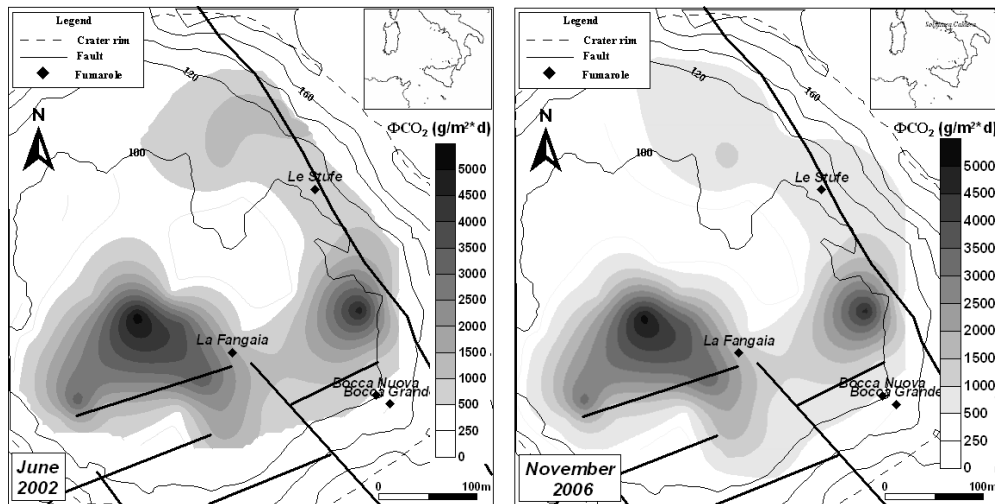 Legend
Crater rim
Fault
Fumarole
120
160
N
100
ΦCO₂ (g/m²*d)
5000
4500
4000
3500
3000
2500
2000
1500
1000
500
250
0
Le Stufe
La Fangaia
Bocca Nuova
Bocca Grande
June
2002
0
100m
Legend
Crater rim
Fault
Fumarole
120
160
N
100
ΦCO₂ (g/m²*d)
5000
4500
4000
3500
3000
2500
2000
1500
1000
500
250
0
Le Stufe
La Fangaia
Bocca Nuova
Bocca Grande
November
2006
0
100m